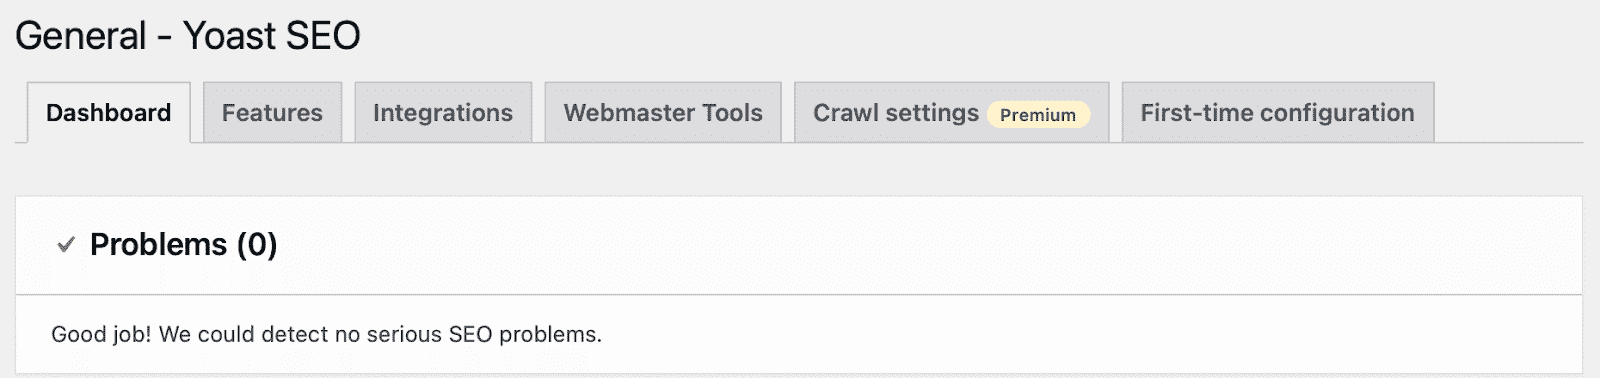 General - Yoast SEO
Dashboard Features Integrations Webmaster Tools Crawl settings Premium First-time configuration
Problems (0)
Good job! We could detect no serious SEO problems.